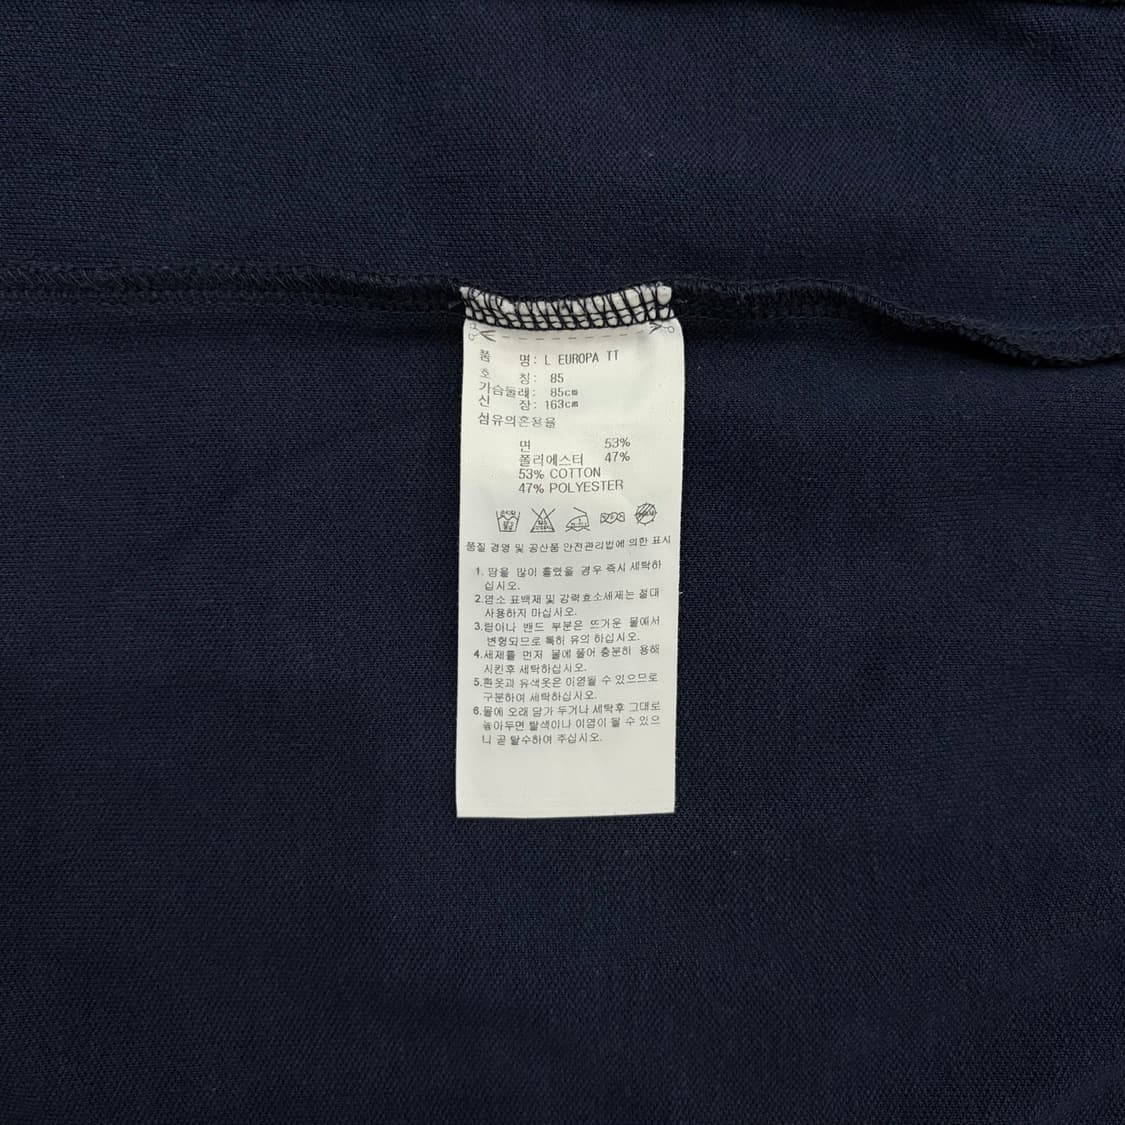 품 명: L EUROPA TT
호 칭: 85
가슴둘레: 85cm
신 장: 163cm
섬유의혼용율
면 53%
폴리에스터 47%
53% COTTON
47% POLYESTER
품질 경영 및 공산품 안전관리법에 의한 표시
1. 땀을 많이 흘렸을 경우 즉시 세탁하
십시오.
2.염소 표백제 및 강력효소세제는 절대
사용하지 마십시오.
3.림이나 밴드 부분은 뜨거운 물에서
변형되므로 특히 유의 하십시오.
4.세제를 먼저 물에 풀어 충분히 용해
시킨후 세탁하십시오.
5.흰옷과 유색옷은 이염될 수 있으므로
구분하여 세탁하십시오.
6.물에 오래 담가 두거나 세탁후 그대로
놓아두면 탈색이나 이염이 될 수 있으
니 곧 탈수하여 주십시오.